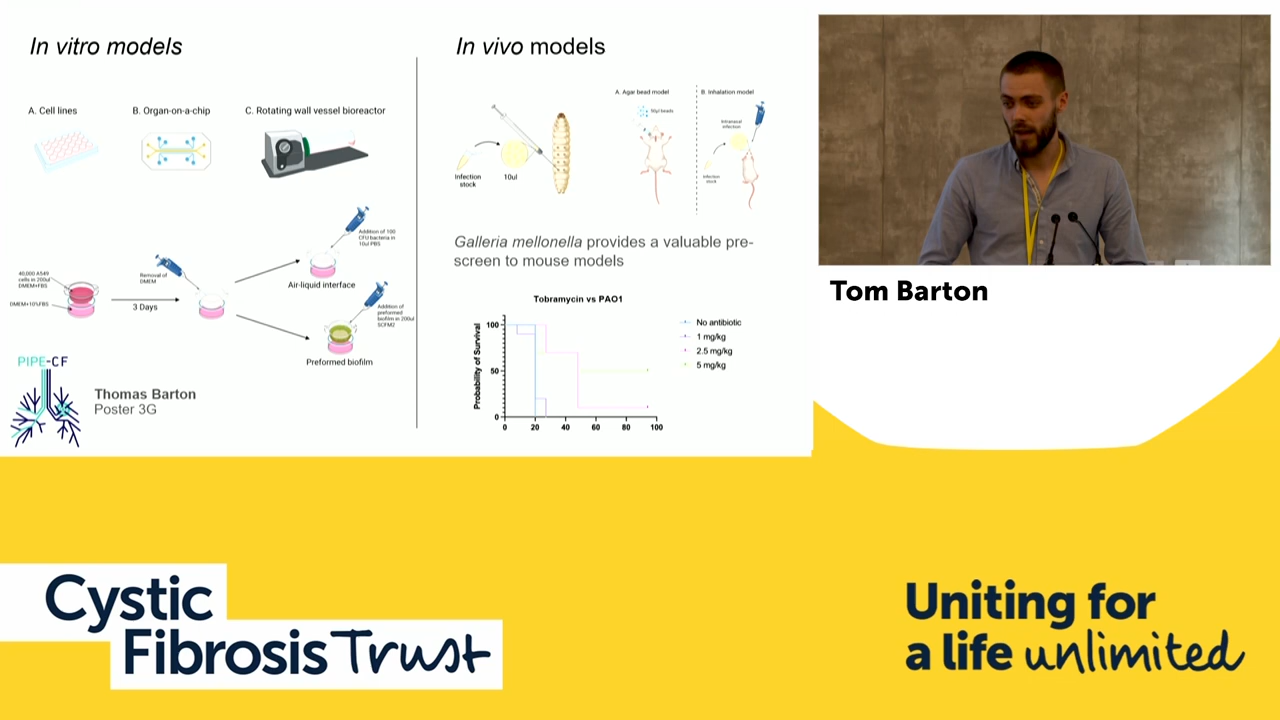 In vitro models
A. Cell lines
B. Organ-on-a-chip
C. Rotating wall vessel bioreactor
40,000 A549
cells in 200ul
DMEM+FBS
DMEM+10%FBS
3 Days
Removal of
DMEM
Addition of 100
CFU bacteria in
10ul PBS
Air-liquid interface
Addition of
preformed
biofilm in 200ul
SCFM2
Preformed biofilm
PIPE-CF
Thomas Barton
Poster 3G
In vivo models
Infection
stock
10ul
A. Agar bead model
50µl beads
B. Inhalation model
Intranasal
infection
Infection
stock
Galleria mellonella provides a valuable pre-
screen to mouse models
Tobramycin vs PAO1
Probability of Survival
100
50
0
0 20 40 60 80 100
No antibiotic
1 mg/kg
2.5 mg/kg
5 mg/kg
Tom Barton
Cystic
Fibrosis Trust
Uniting for
a life unlimited